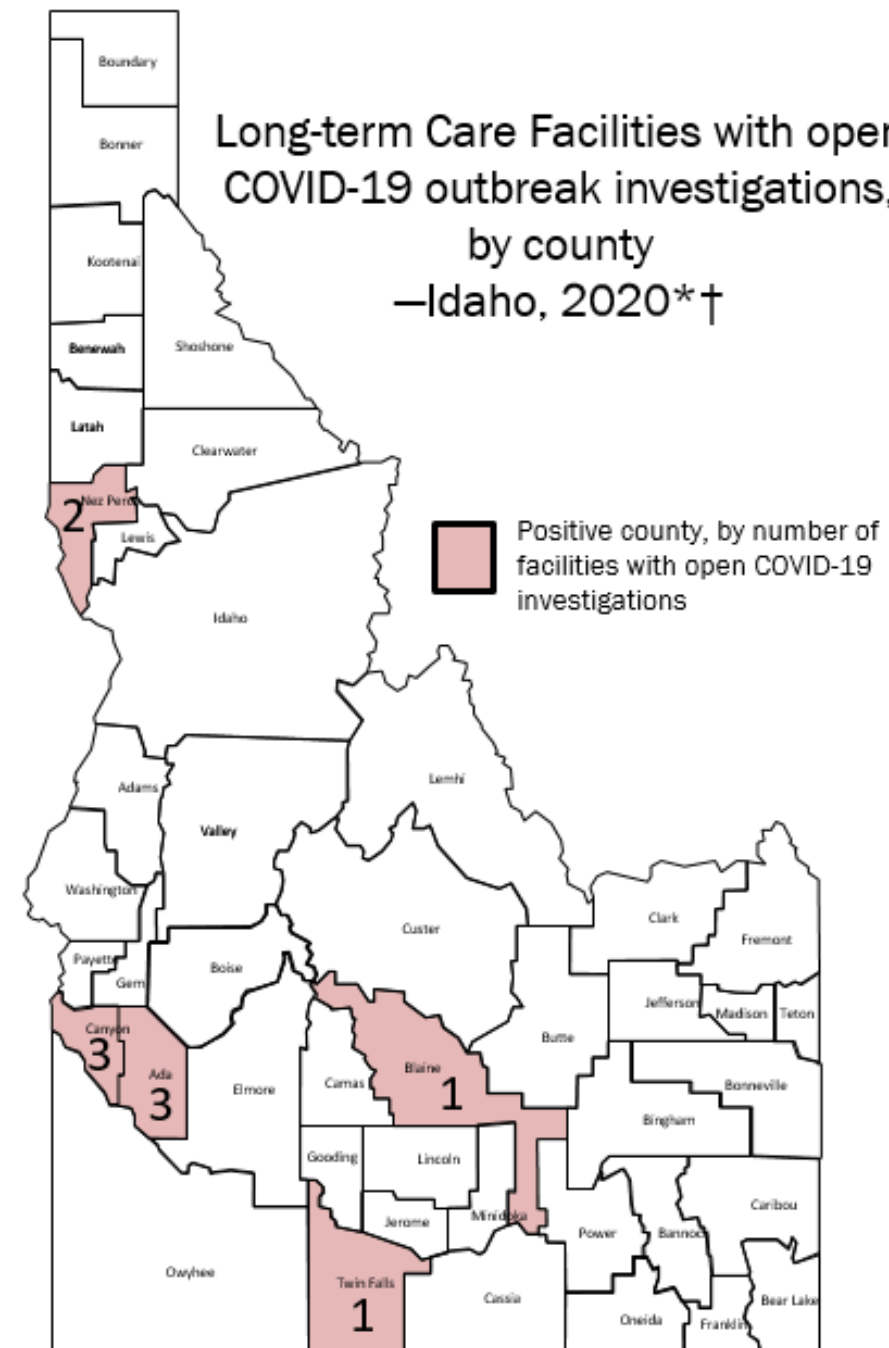 Boundary
Bonner
Long-term Care Facilities with open
COVID-19 outbreak investigations,
by county
—Idaho, 2020*†
Kootenai
Benewah
Shoshone
Latah
Clearwater
Nez Per
2
Lewis
Positive county, by number of
facilities with open COVID-19
investigations
Idaho
Adams
Lemhi
Valley
Washington
Clark
Custer
Fremont
Payette
Boise
Gem
Jefferson
Madison
Teton
Canyon
3
Butte
Blaine
1
Ada
3
Elmore
Camas
Bonneville
Bingham
Gooding
Lincoln
Caribou
Minidoka
Jerome
Power
Bannock
Owyhee
Twin Falls
1
Cassia
Bear Lake
Oneida
Franklin